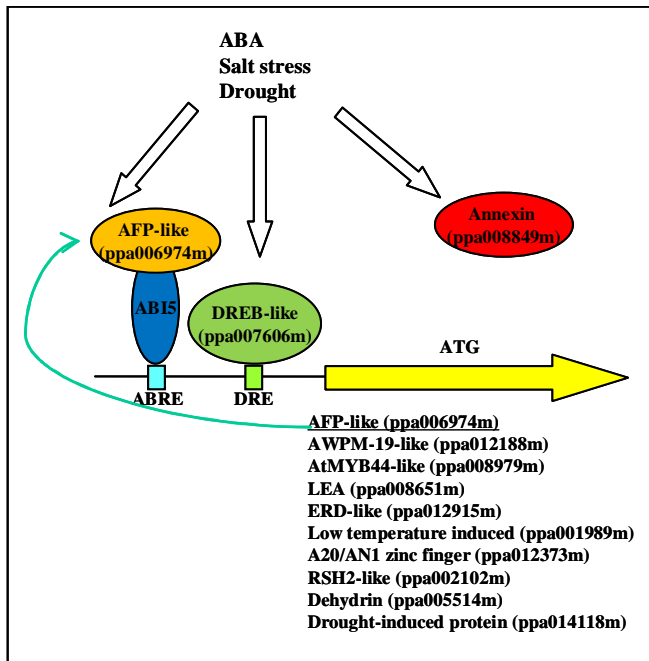 ABA
Salt stress
Drought
AFP-like
(ppa006974m)
Annexin
(ppa008849m)
ABI5
DREB-like
(ppa007606m)
ATG
ABRE
DRE
AFP-like (ppa006974m)
AWPM-19-like (ppa012188m)
AtMYB44-like (ppa008979m)
LEA (ppa008651m)
ERD-like (ppa012915m)
Low temperature induced (ppa001989m)
A20/AN1 zinc finger (ppa012373m)
RSH2-like (ppa002102m)
Dehydrin (ppa005514m)
Drought-induced protein (ppa014118m)